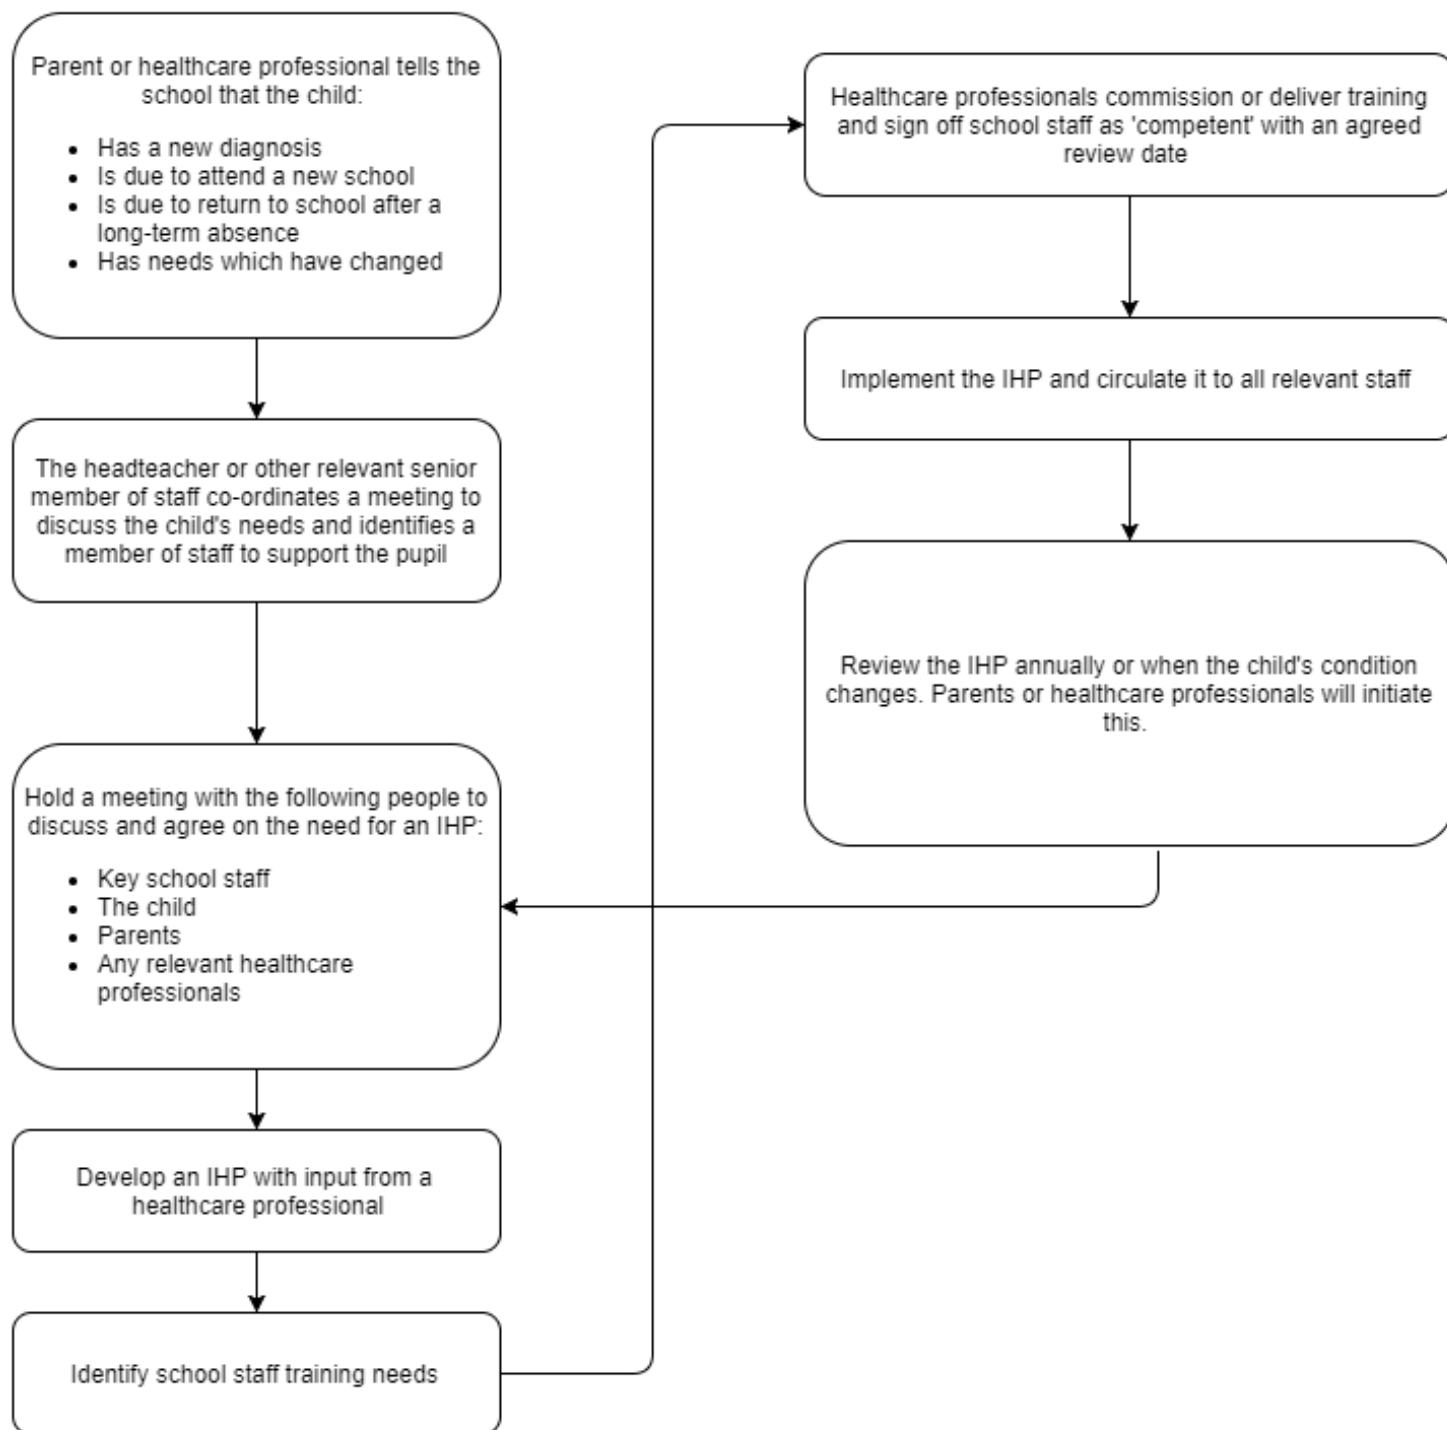 Parent or healthcare professional tells the
school that the child:
• Has a new diagnosis
• Is due to attend a new school
• Is due to return to school after a
long-term absence
• Has needs which have changed
The headteacher or other relevant senior
member of staff co-ordinates a meeting to
discuss the child's needs and identifies a
member of staff to support the pupil
Hold a meeting with the following people to
discuss and agree on the need for an IHP:
• Key school staff
• The child
• Parents
• Any relevant healthcare
professionals
Develop an IHP with input from a
healthcare professional
Identify school staff training needs
Healthcare professionals commission or deliver training
and sign off school staff as 'competent' with an agreed
review date
Implement the IHP and circulate it to all relevant staff
Review the IHP annually or when the child's condition
changes. Parents or healthcare professionals will initiate
this.